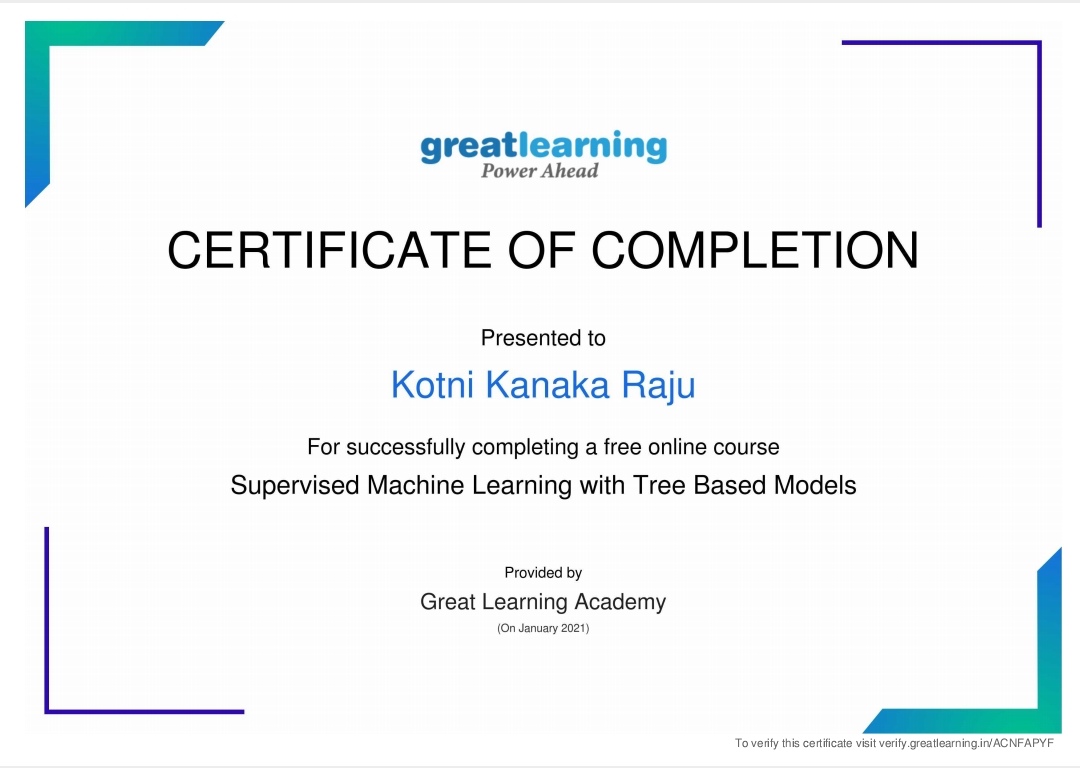 greatlearning
Power Ahead
CERTIFICATE OF COMPLETION
Presented to
Kotni Kanaka Raju
For successfully completing a free online course
Supervised Machine Learning with Tree Based Models
Provided by
Great Learning Academy
(On January 2021)
To verify this certificate visit verify.greatlearning.in/ACNFAPYF